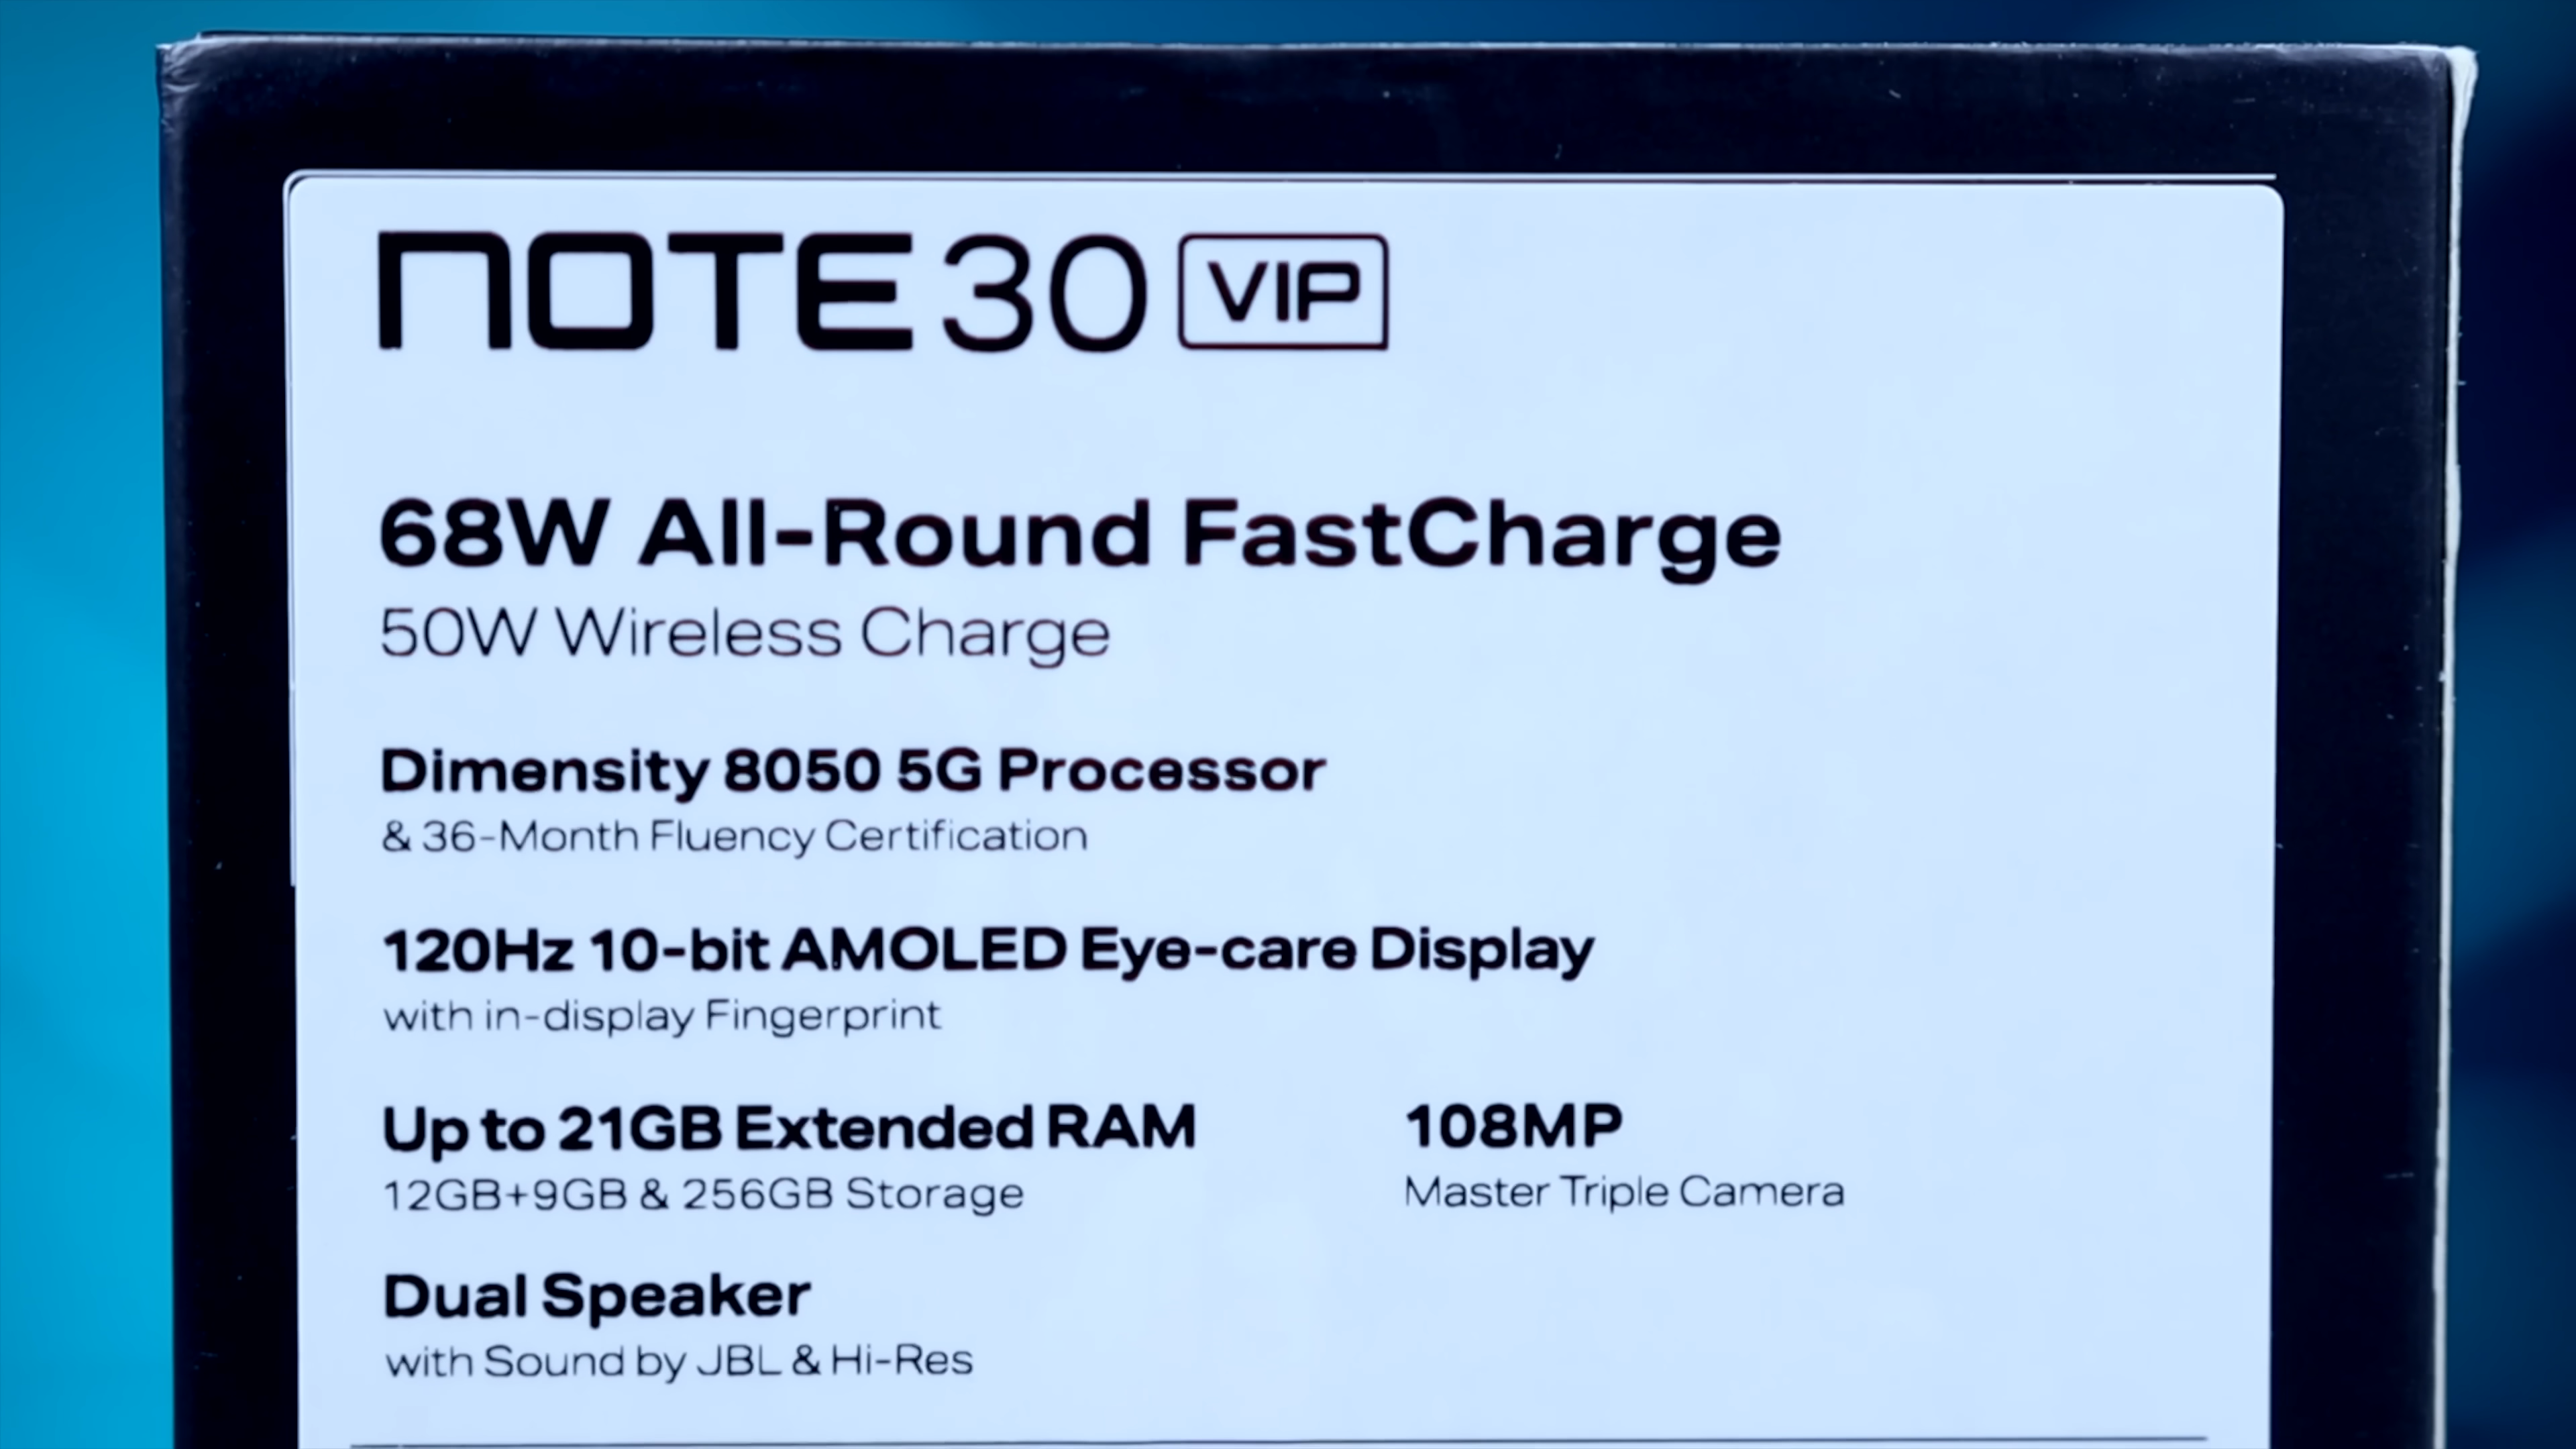 NOTE 30 VIP
68W All-Round FastCharge
50W Wireless Charge
Dimensity 8050 5G Processor
& 36-Month Fluency Certification
120Hz 10-bit AMOLED Eye-care Display
with in-display Fingerprint
Up to 21GB Extended RAM
12GB+9GB & 256GB Storage
108MP
Master Triple Camera
Dual Speaker
with Sound by JBL & Hi-Res